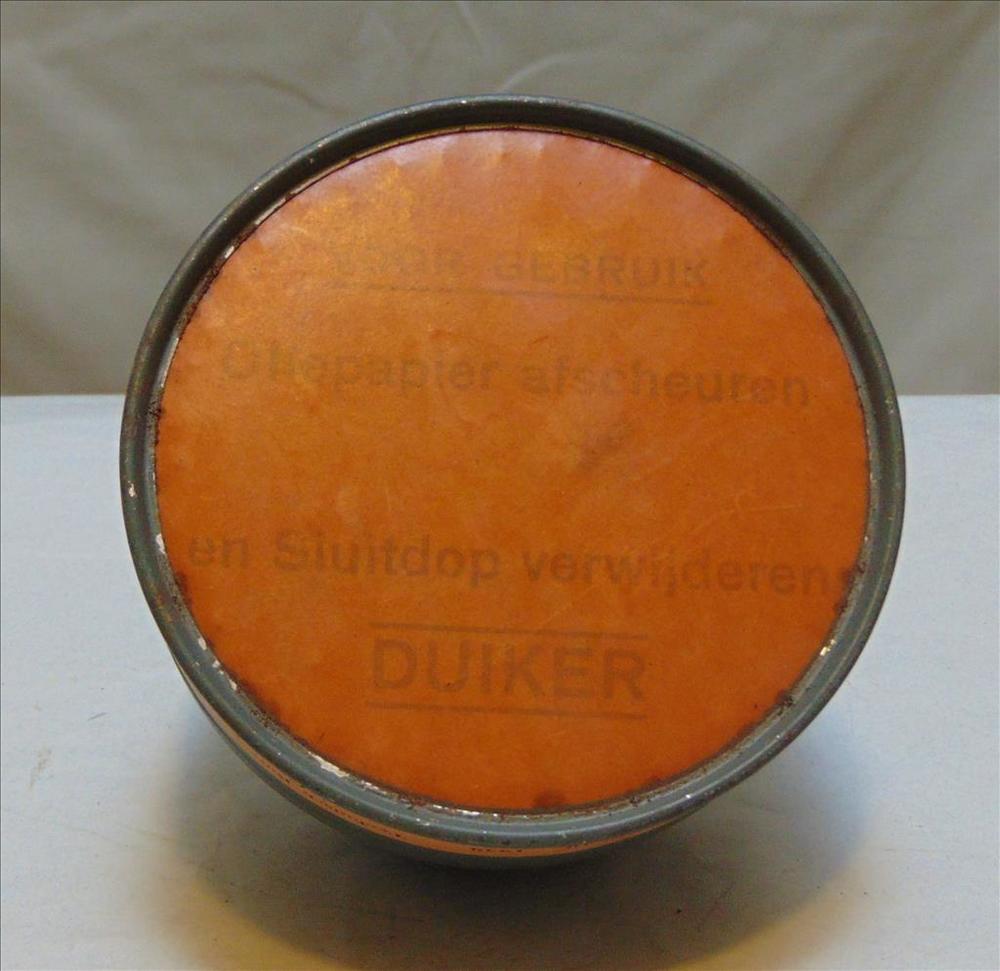 VOOR GEBRUIK
Oliepapier afscheuren
en Sluitdop verwijderen
DUIKER